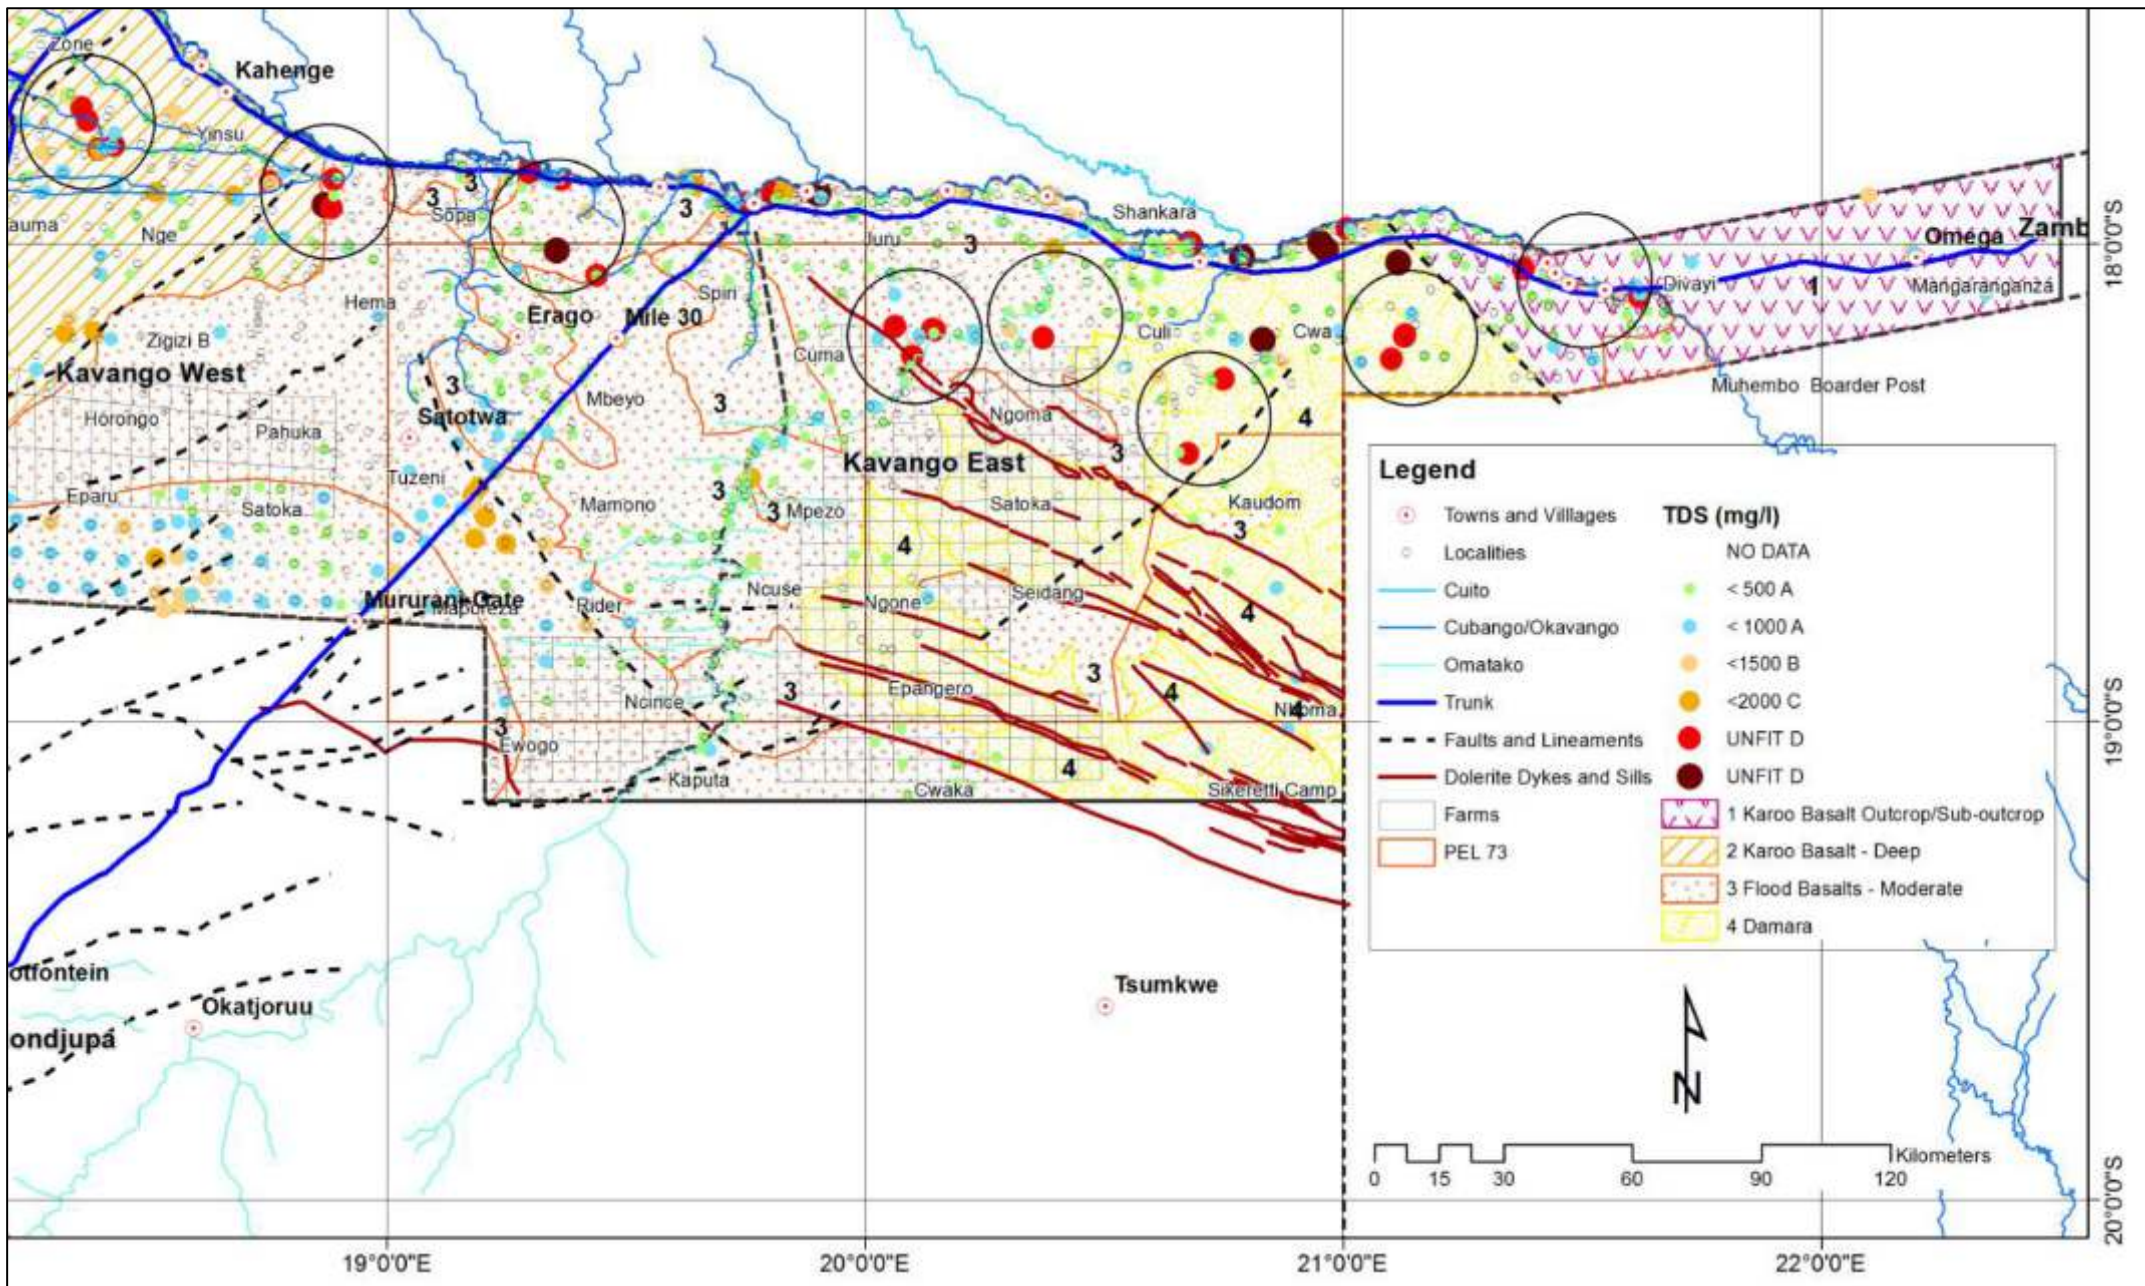 Zone
Kahenge
Yinsu
auma
Nge
3
3
Sopa
3
Shankara
Juru
3
Omega
Zamb
18°0'0"S
Hema
Spiri
Divayi
1
Mangaranganza
Erago
Mile 30
Zigizi B
Cuma
Culi
Cwa
Kavango West
3
Mbeyo
3
Muhembo Boarder Post
Horongo
Pahuka
Satotwa
Ngoma
4
3
Kavango East
Tuzeni
Eparu
Satoka
Mamono
3
3
Mpezo
Satoka
Kaudom
3
4
Mururani Gate
Maporeza
Rider
Ncuse
Ngone
Seidang
4
Ncince
3
Epangero
3
4
Nhoma
4
19°0'0"S
3
Ewogo
Kaputa
Cwaka
4
Sikeretti Camp
otfontein
Okatjoruu
ondjupa
Tsumkwe
Legend
Towns and Villlages
Localities
Cuito
Cubango/Okavango
Omatako
Trunk
Faults and Lineaments
Dolerite Dykes and Sills
Farms
PEL 73
TDS (mg/l)
NO DATA
< 500 A
< 1000 A
<1500 B
<2000 C
UNFIT D
UNFIT D
1 Karoo Basalt Outcrop/Sub-outcrop
2 Karoo Basalt - Deep
3 Flood Basalts - Moderate
4 Damara
N
Kilometers
0 15 30 60 90 120
20°0'0"S
19°0'0"E 20°0'0"E 21°0'0"E 22°0'0"E